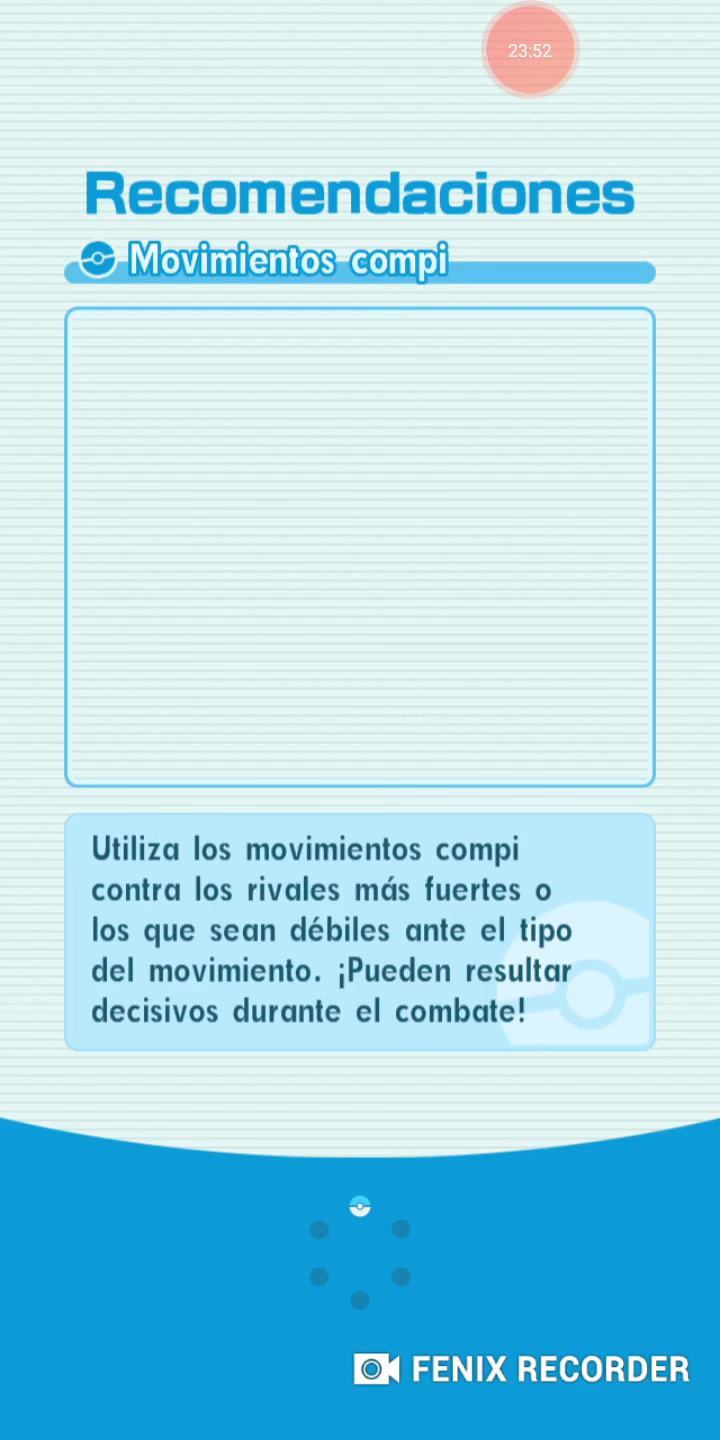 23:52
Recomendaciones
Movimientos compi
Utiliza los movimientos compi
contra los rivales más fuertes o
los que sean débiles ante el tipo
del movimiento. ¡Pueden resultar
decisivos durante el combate!
FENIX RECORDER